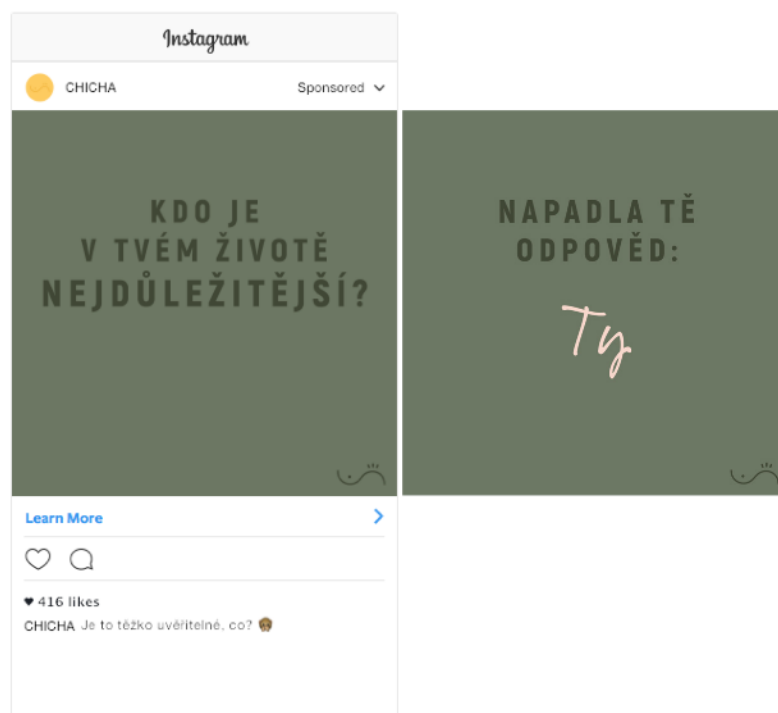 Instagram
CHICHA
Sponsored
KDO JE
V TVÉM ŽIVOTĚ
NEJDŮLEŽITĚJŠÍ?
NAPADLA TĚ
ODPOVĚD:
Ty
Learn More
416 likes
CHICHA Je to těžko uvěřitelné, co? 🙊